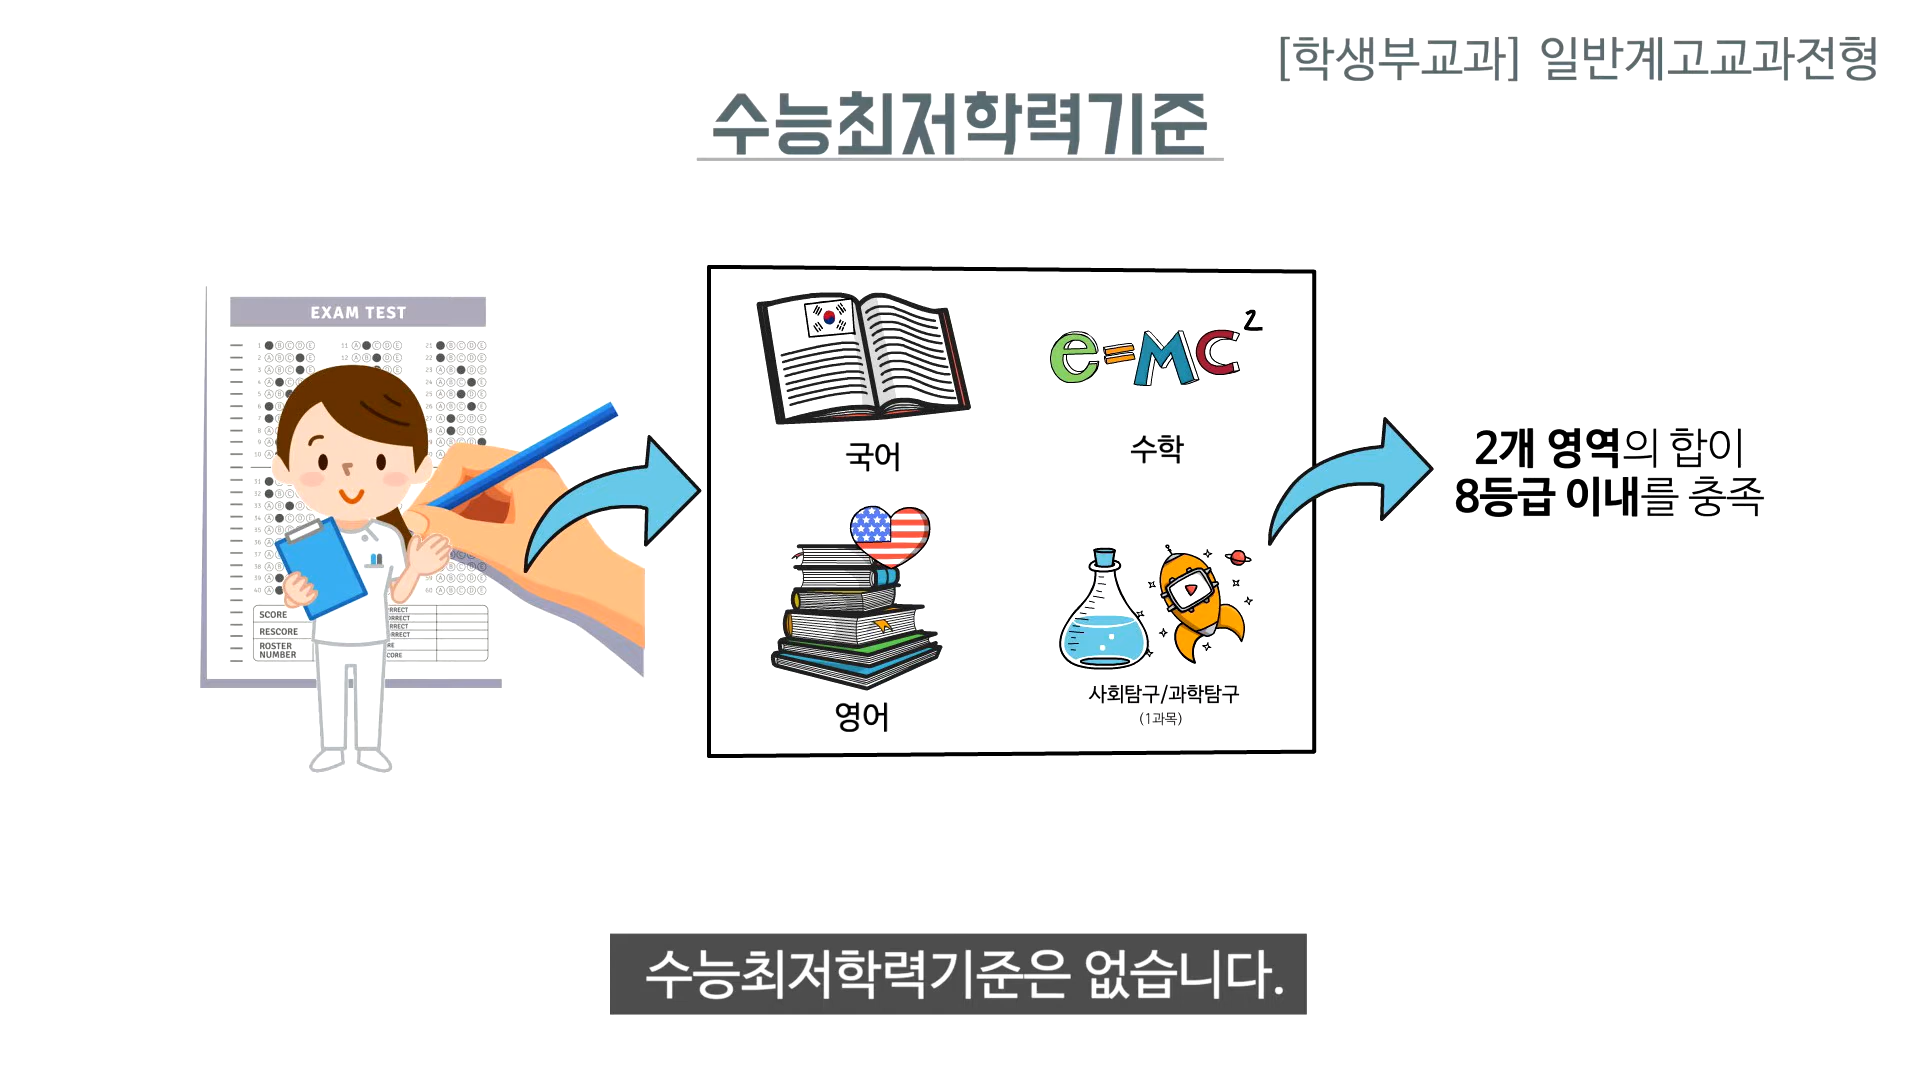 [학생부교과] 일반계고교과전형
수능최저학력기준
EXAM TEST
SCORE
RESCORE
ROSTER
NUMBER
국어
e=mc²
수학
영어
사회탐구/과학탐구
(1과목)
2개 영역의 합이
8등급 이내를 충족
수능최저학력기준은 없습니다.